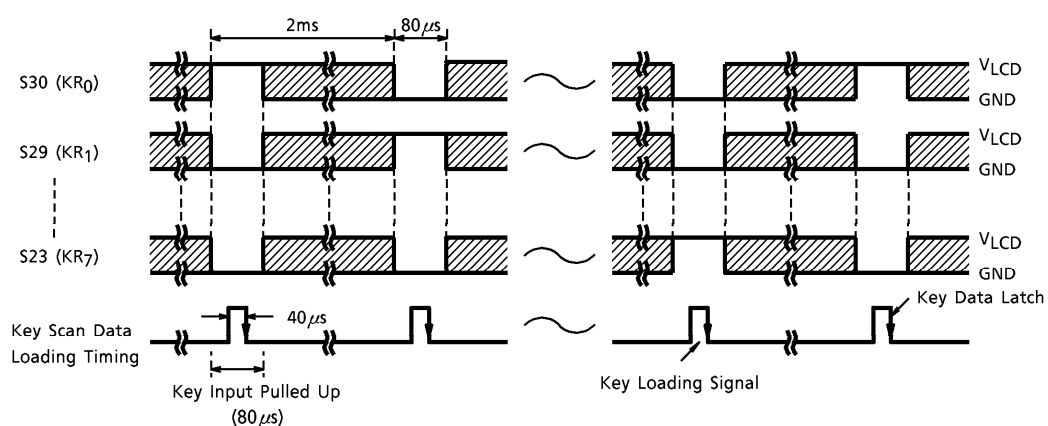 2ms
80μs
S30 (KR0)
VLCD
GND
S29 (KR1)
VLCD
GND
S23 (KR7)
VLCD
GND
Key Data Latch
Key Scan Data
Loading Timing
40μs
Key Loading Signal
Key Input Pulled Up
(80μs)